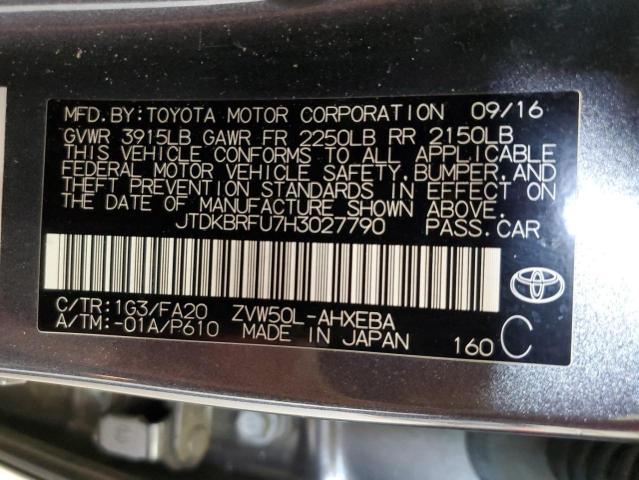 MFD.BY:TOYOTA MOTOR CORPORATION 09/16
GVWR 3915LB GAWR FR 2250LB RR 2150LB
THIS VEHICLE CONFORMS TO ALL APPLICABLE
FEDERAL MOTOR VEHICLE SAFETY,BUMPER,AND
THEFT PREVENTION STANDARDS IN EFFECT ON
THE DATE OF MANUFACTURE SHOWN ABOVE.
JTDKBRFU7H3027790 PASS.CAR
C/TR:1G3/FA20 ZVW50L-AHXEBA
A/TM:-01A/P610 MADE IN JAPAN 160 C